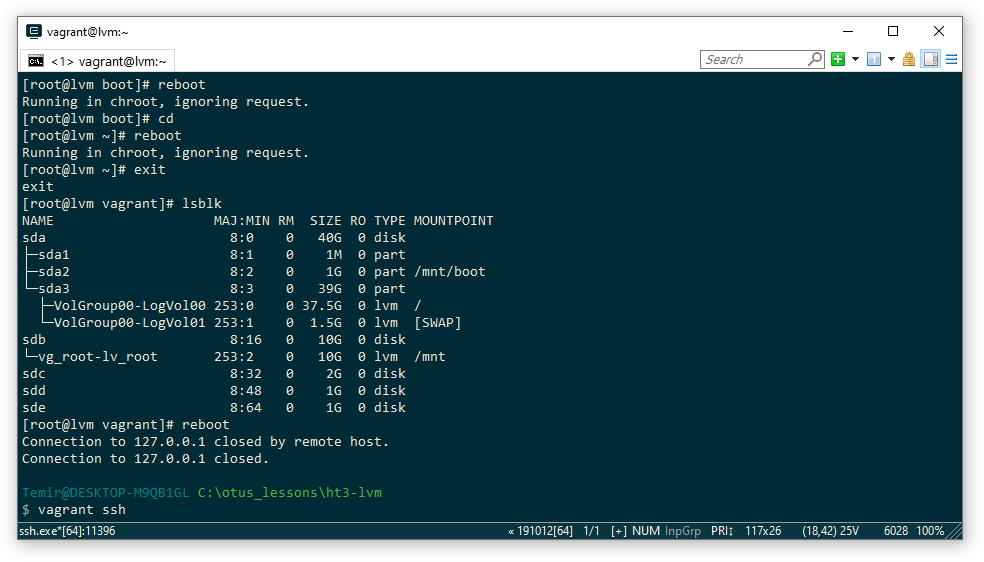 vagrant@lvm:~
<1> vagrant@lvm:~
Search
[root@lvm boot]# reboot
Running in chroot, ignoring request.
[root@lvm boot]# cd
[root@lvm ~]# reboot
Running in chroot, ignoring request.
[root@lvm ~]# exit
exit
[root@lvm vagrant]# lsblk
NAME                    MAJ:MIN RM  SIZE RO TYPE MOUNTPOINT
sda                       8:0    0   40G  0 disk
├─sda1                    8:1    0    1M  0 part
├─sda2                    8:2    0    1G  0 part /mnt/boot
└─sda3                    8:3    0   39G  0 part
  ├─VolGroup00-LogVol00 253:0    0 37.5G  0 lvm  /
  └─VolGroup00-LogVol01 253:1    0  1.5G  0 lvm  [SWAP]
sdb                       8:16   0   10G  0 disk
└─vg_root-lv_root       253:2    0   10G  0 lvm  /mnt
sdc                       8:32   0    2G  0 disk
sdd                       8:48   0    1G  0 disk
sde                       8:64   0    1G  0 disk
[root@lvm vagrant]# reboot
Connection to 127.0.0.1 closed by remote host.
Connection to 127.0.0.1 closed.
Temir@DESKTOP-M9QB1GL C:\otus_lessons\ht3-lvm
$ vagrant ssh
ssh.exe*[64]:11396 « 191012[64] 1/1 [+] NUM InpGrp PRI↕ 117x26 (18,42) 25V 6028 100%